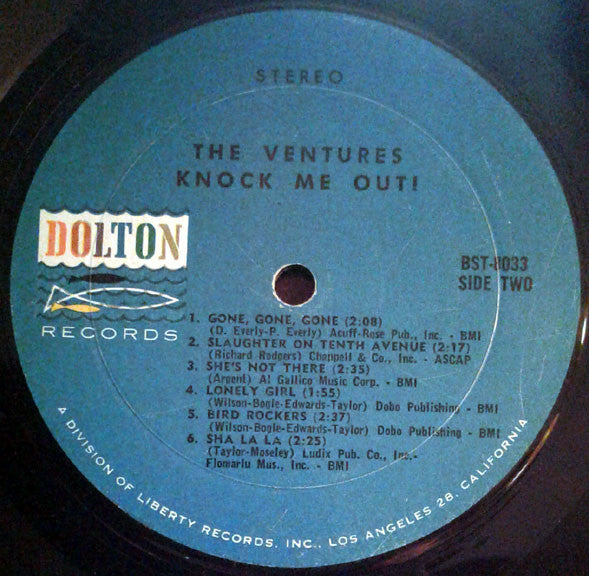 STEREO
THE VENTURES
KNOCK ME OUT!
DOLTON
RECORDS
BST-8033
SIDE TWO
1. GONE, GONE, GONE (2:08)
(D. Everly-P. Everly) Acuff-Rose Pub., Inc. - BMI
2. SLAUGHTER ON TENTH AVENUE (2:17)
(Richard Rodgers) Chappell & Co., Inc. - ASCAP
3. SHE'S NOT THERE (2:35)
(Argent) Al Gallico Music Corp. - BMI
4. LONELY GIRL (1:55)
(Wilson-Bogle-Edwards-Taylor) Dobo Publishing - BMI
5. BIRD ROCKERS (2:37)
(Wilson-Bogle-Edwards-Taylor) Dobo Publishing - BMI
6. SHA LA LA (2:25)
(Taylor-Moseley) Ludix Pub. Co., Inc.-
Flomarlu Mus., Inc. - BMI
A DIVISION OF LIBERTY RECORDS, INC., LOS ANGELES 28, CALIFORNIA